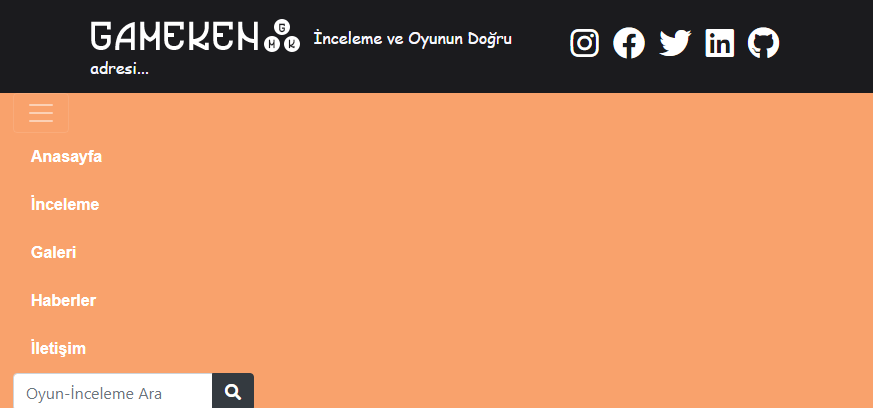 GAMEKEN G M K İnceleme ve Oyunun Doğru
adresi...
Anasayfa
İnceleme
Galeri
Haberler
İletişim
Oyun-İnceleme Ara